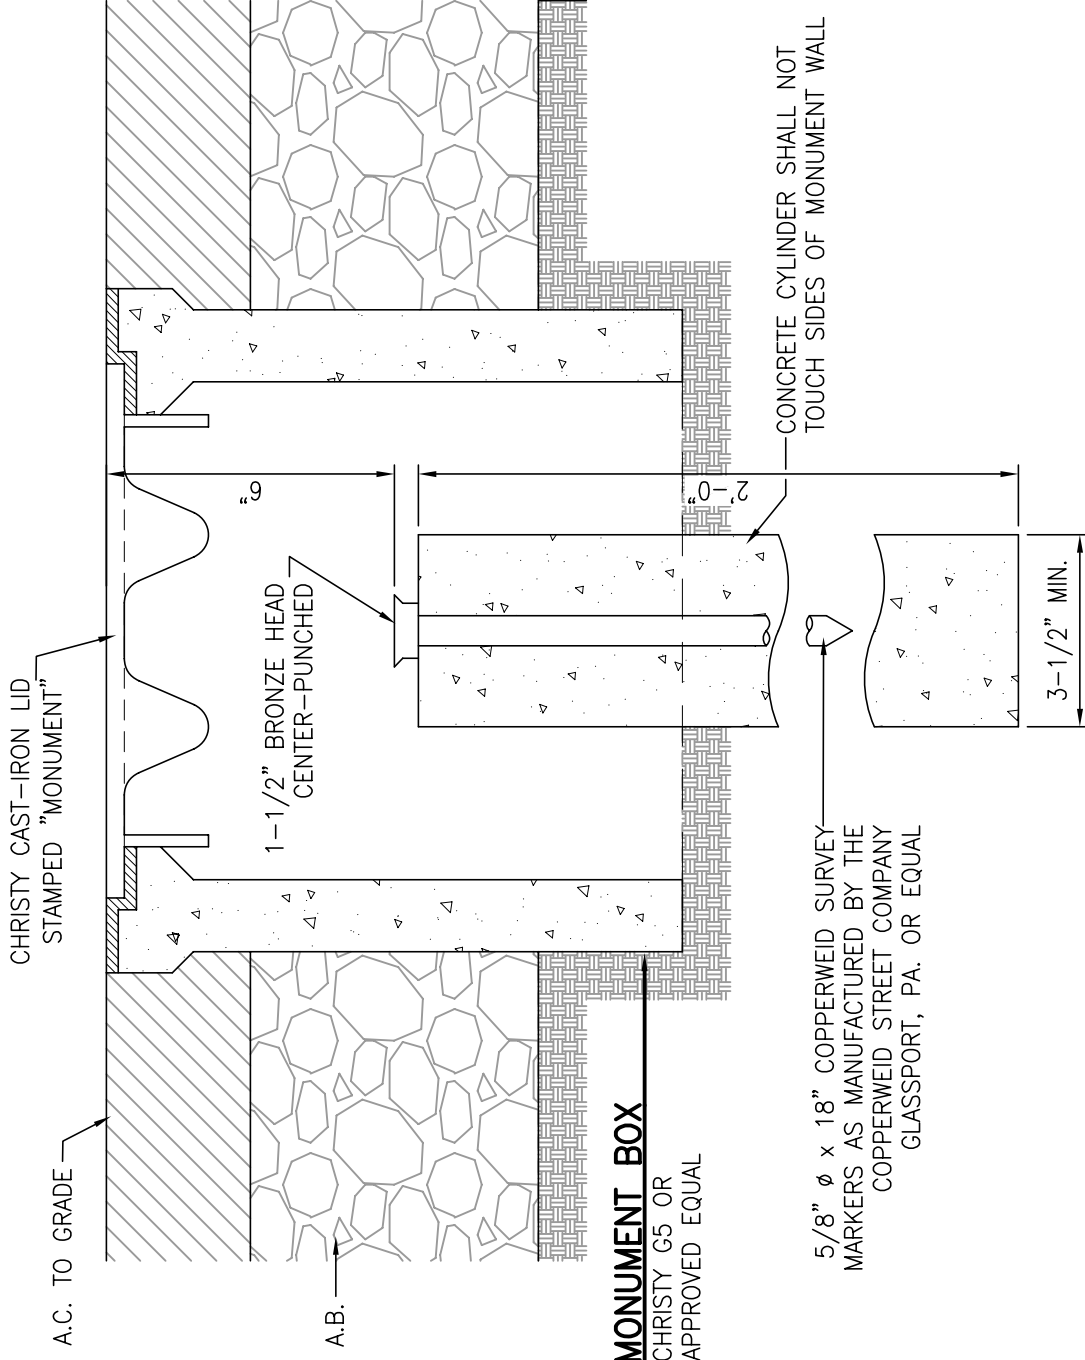 A.C. TO GRADE
CHRISTY CAST-IRON LID
STAMPED "MONUMENT"
1-1/2" BRONZE HEAD
CENTER-PUNCHED
6"
2'-0"
CONCRETE CYLINDER SHALL NOT
TOUCH SIDES OF MONUMENT WALL
A.B.
MONUMENT BOX
CHRISTY G5 OR
APPROVED EQUAL
5/8" ø x 18" COPPERWEID SURVEY
MARKERS AS MANUFACTURED BY THE
COPPERWEID STREET COMPANY
GLASSPORT, PA. OR EQUAL
3-1/2" MIN.